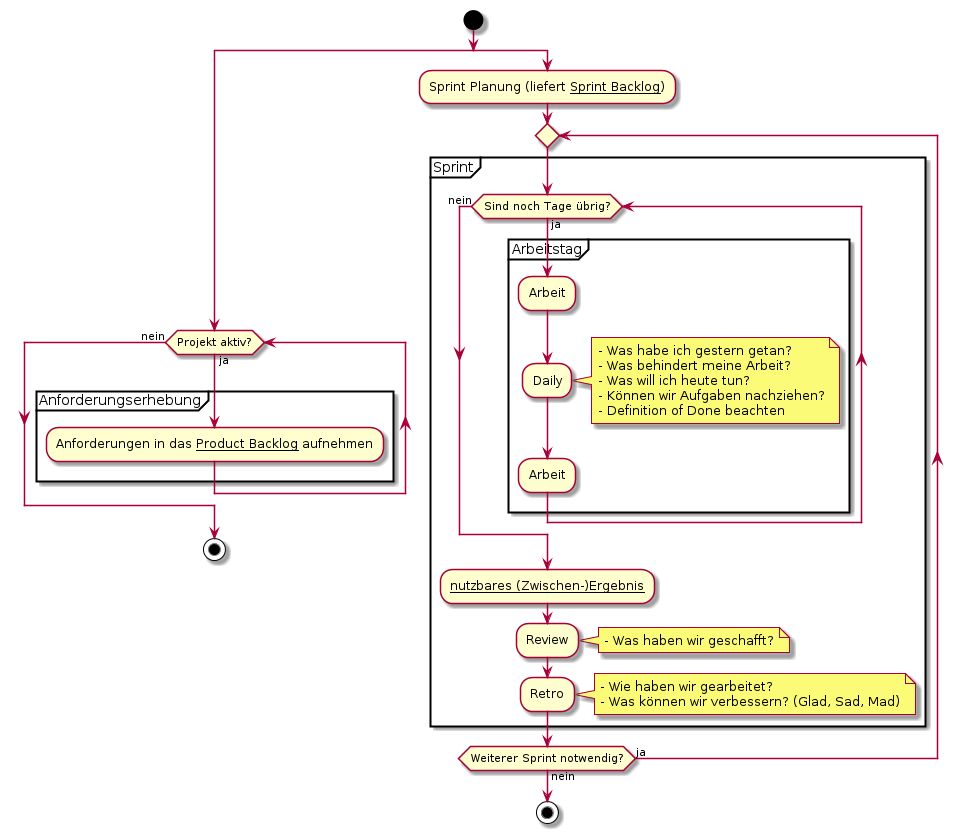 Sprint Planung (liefert Sprint Backlog)
Sprint
nein
Sind noch Tage übrig?
ja
Arbeitstag
Arbeit
Daily
- Was habe ich gestern getan?
- Was behindert meine Arbeit?
- Was will ich heute tun?
- Können wir Aufgaben nachziehen?
- Definition of Done beachten
Arbeit
nein
Projekt aktiv?
ja
Anforderungserhebung
Anforderungen in das Product Backlog aufnehmen
nutzbares (Zwischen-)Ergebnis
Review
- Was haben wir geschafft?
Retro
- Wie haben wir gearbeitet?
- Was können wir verbessern? (Glad, Sad, Mad)
Weiterer Sprint notwendig?
ja
nein